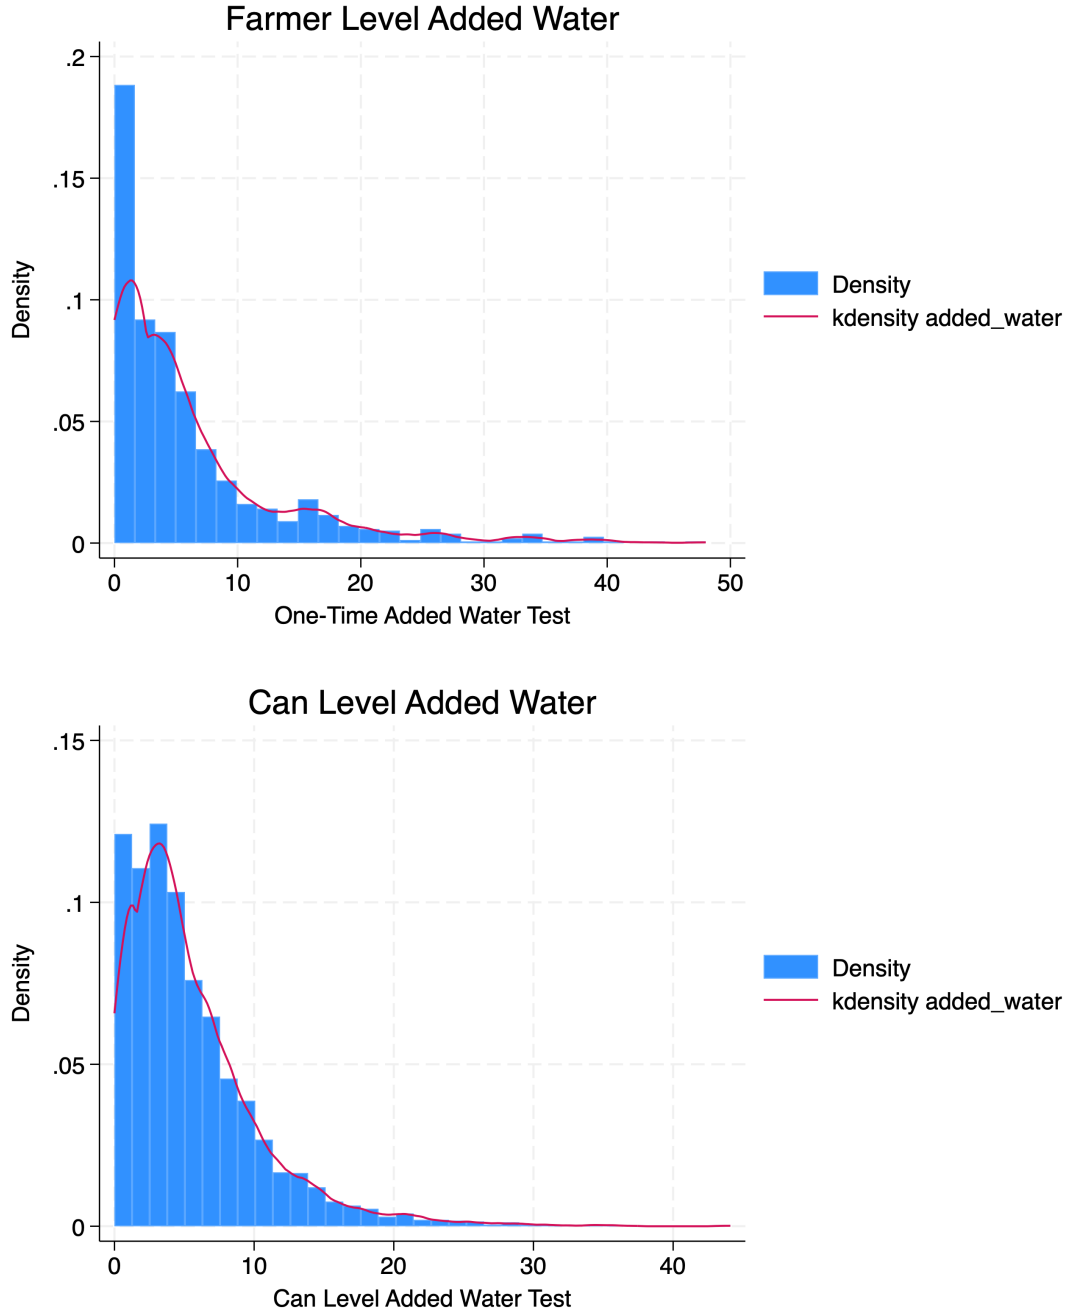 Farmer Level Added Water
.2
.15
.1
.05
0
Density
0 10 20 30 40 50
One-Time Added Water Test
Density
kdensity added_water
Can Level Added Water
.15
.1
.05
0
Density
0 10 20 30 40
Can Level Added Water Test
Density
kdensity added_water